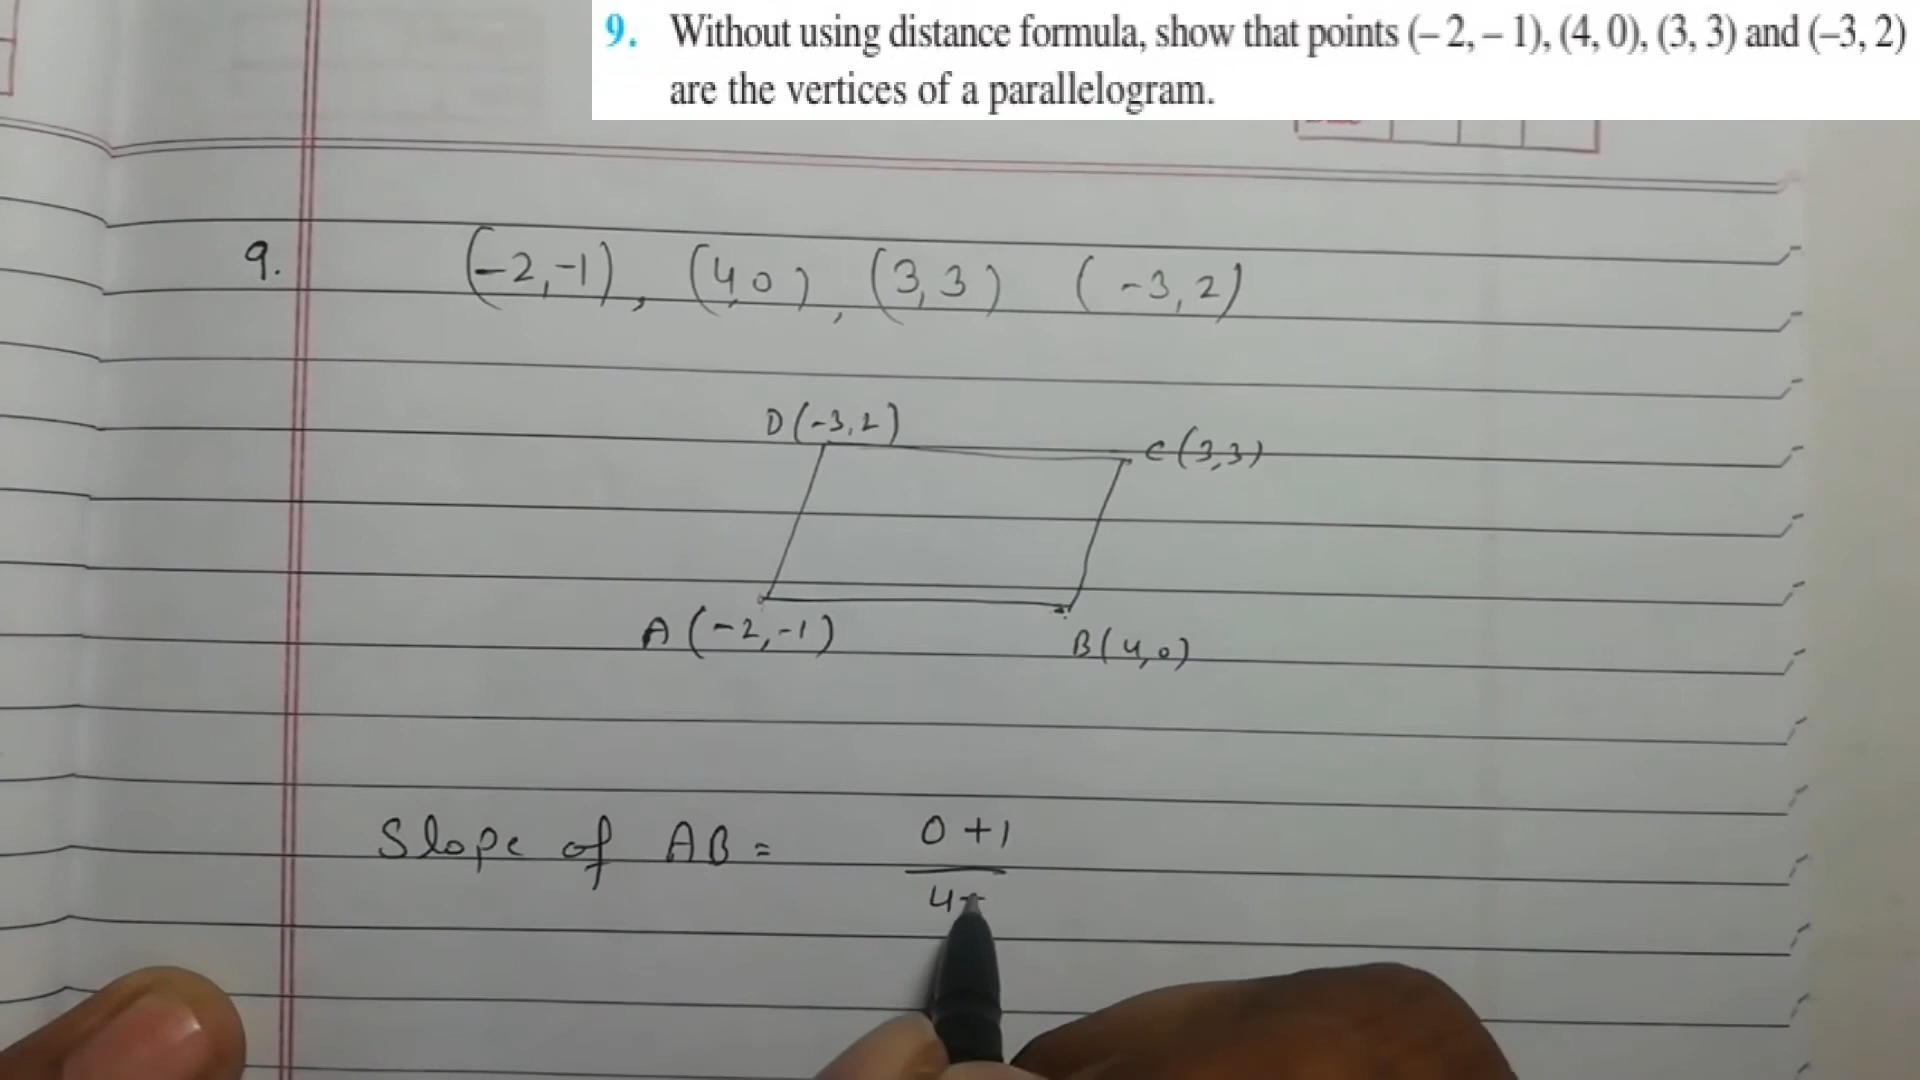 9. Without using distance formula, show that points (– 2, – 1), (4, 0), (3, 3) and (–3, 2)
are the vertices of a parallelogram.
9. (-2,-1), (4,0), (3,3) (-3,2)
D(-3,2)
C(3,3)
A(-2,-1)
B(4,0)
Slope of AB = 0+1
4